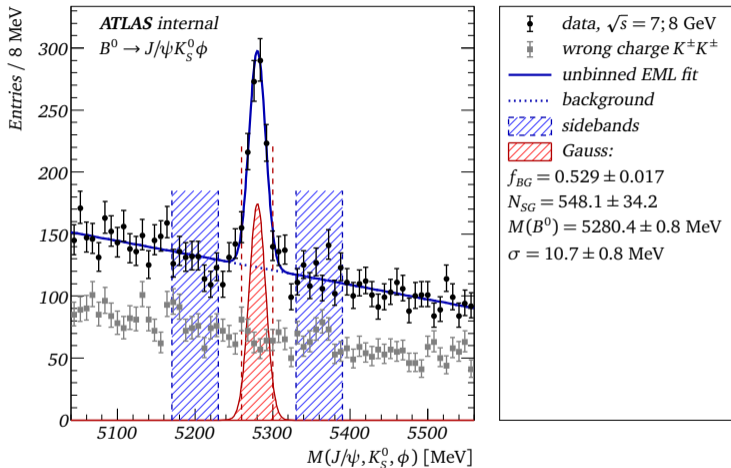 Entries / 8 MeV
300
250
200
150
100
50
0
ATLAS internal
B⁰ → J/ψK⁰_Sϕ
5100
5200
5300
5400
5500
M(J/ψ, K⁰_S, ϕ) [MeV]
data, √s = 7; 8 GeV
wrong charge K±K±
unbinned EML fit
background
sidebands
Gauss:
f_BG = 0.529 ± 0.017
N_SG = 548.1 ± 34.2
M(B⁰) = 5280.4 ± 0.8 MeV
σ = 10.7 ± 0.8 MeV